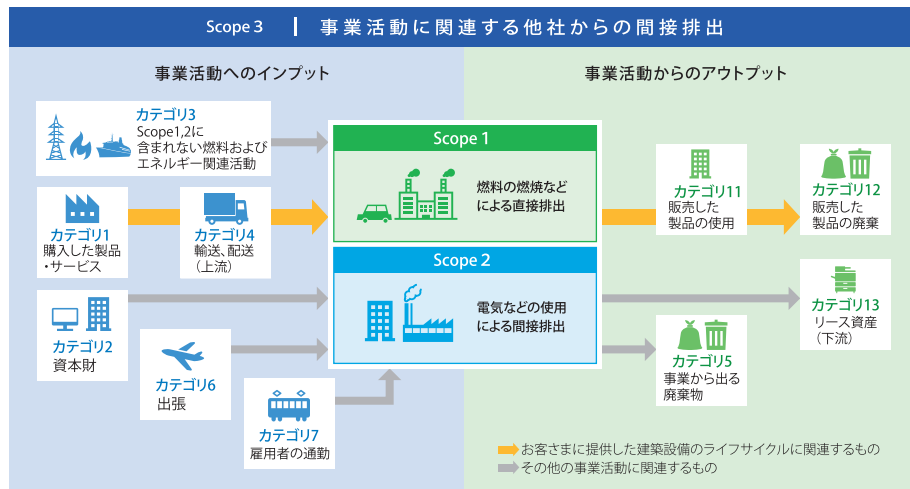 Scope 3 | 事業活動に関連する他社からの間接排出
事業活動へのインプット
事業活動からのアウトプット
カテゴリ3
Scope1,2に
含まれない燃料および
エネルギー関連活動
カテゴリ1
購入した製品
・サービス
カテゴリ4
輸送、配送
（上流）
カテゴリ2
資本財
カテゴリ6
出張
カテゴリ7
雇用者の通勤
Scope 1
燃料の燃焼など
による直接排出
Scope 2
電気などの使用
による間接排出
カテゴリ11
販売した
製品の使用
カテゴリ12
販売した
製品の廃棄
カテゴリ13
リース資産
（下流）
カテゴリ5
事業から出る
廃棄物
お客さまに提供した建築設備のライフサイクルに関連するもの
その他の事業活動に関連するもの